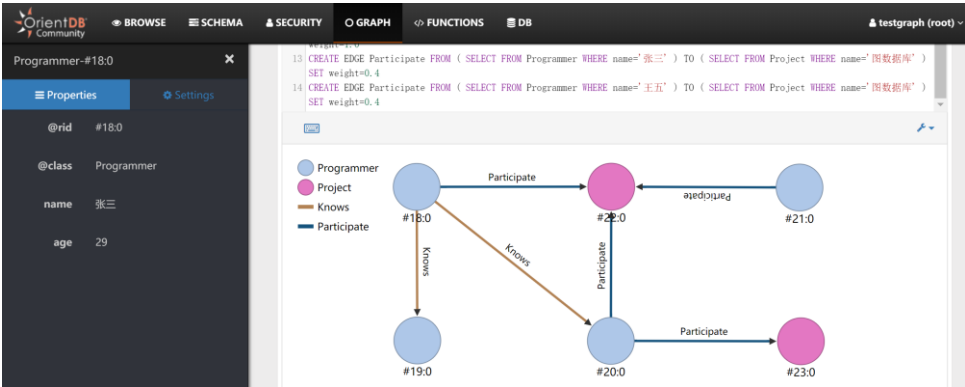 OrientDB®
Community
BROWSE
SCHEMA
SECURITY
GRAPH
FUNCTIONS
DB
testgraph (root)
Programmer-#18:0
×
Properties
Settings
@rid #18:0
@class Programmer
name 张三
age 29
weight=1.0
13 CREATE EDGE Participate FROM ( SELECT FROM Programmer WHERE name='张三' ) TO ( SELECT FROM Project WHERE name='图数据库' )
SET weight=0.4
14 CREATE EDGE Participate FROM ( SELECT FROM Programmer WHERE name='王五' ) TO ( SELECT FROM Project WHERE name='图数据库' )
SET weight=0.4
Programmer
Project
Knows
Participate
Participate
Participate
#18:0
#22:0
#21:0
Knows
Knows
Participate
Participate
#19:0
#20:0
#23:0